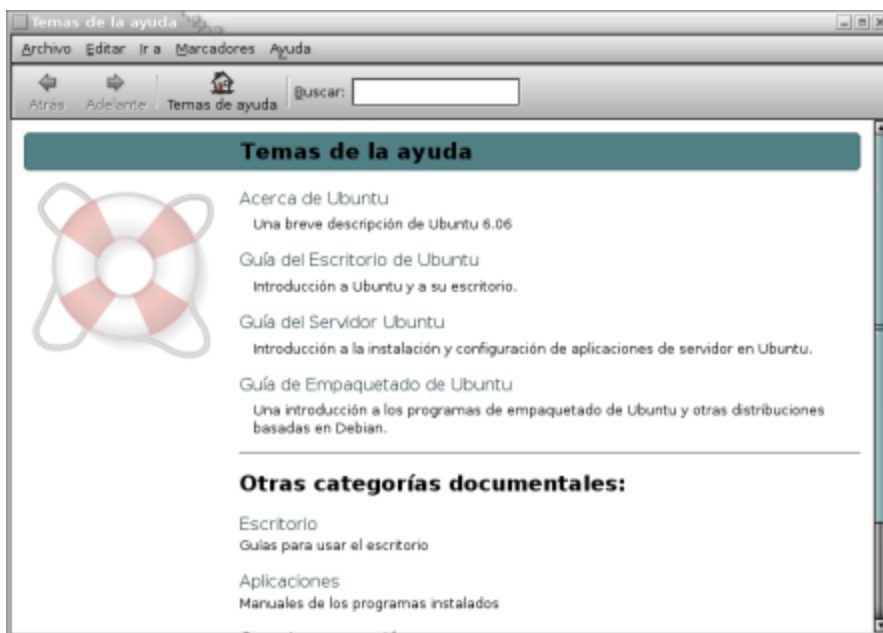 Temas de la ayuda
Archivo Editar Ir a Marcadores Ayuda
Atrás Adelante Temas de ayuda Buscar:
Temas de la ayuda
Acerca de Ubuntu
Una breve descripción de Ubuntu 6.06
Guía del Escritorio de Ubuntu
Introducción a Ubuntu y a su escritorio.
Guía del Servidor Ubuntu
Introducción a la instalación y configuración de aplicaciones de servidor en Ubuntu.
Guía de Empaquetado de Ubuntu
Una introducción a los programas de empaquetado de Ubuntu y otras distribuciones
basadas en Debian.
Otras categorías documentales:
Escritorio
Guías para usar el escritorio
Aplicaciones
Manuales de los programas instalados